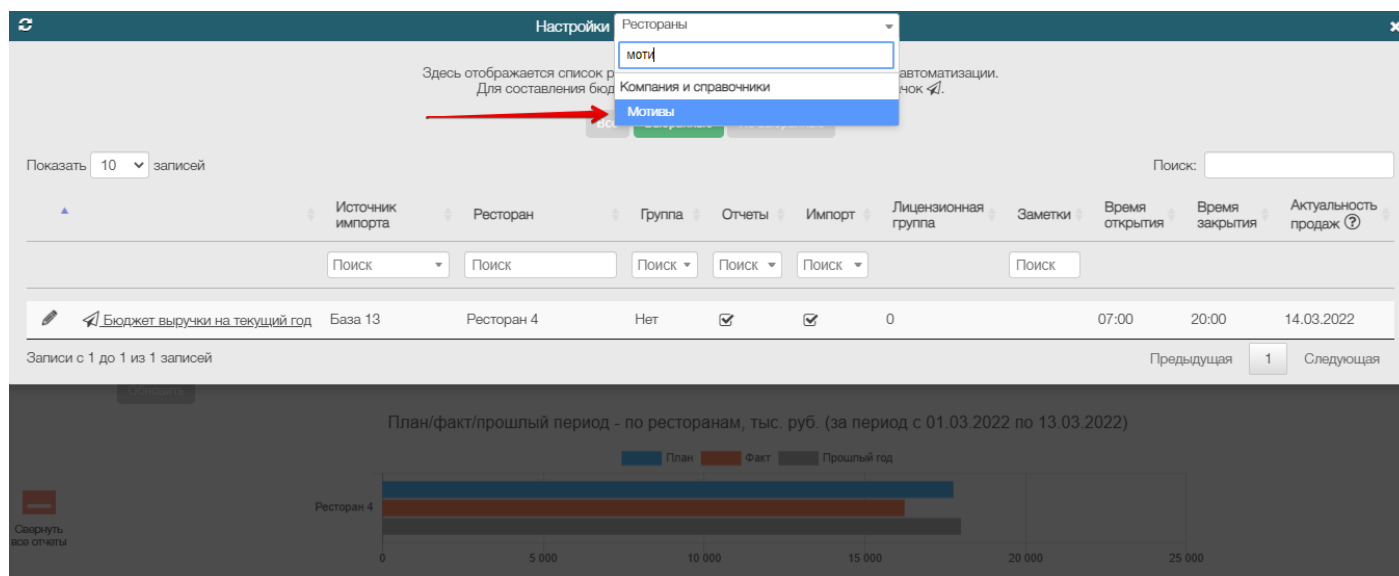 Настройки Рестораны
моти
Здесь отображается список р автоматизации.
Компания и справочники
Для составления бюд чок
Мотивы
Все Выбранные Не выбранные
Показать 10 записей Поиск:
Источник импорта Ресторан Группа Отчеты Импорт Лицензионная группа Заметки Время открытия Время закрытия Актуальность продаж ?
Поиск Поиск Поиск Поиск Поиск Поиск
Бюджет выручки на текущий год База 13 Ресторан 4 Нет 0 07:00 20:00 14.03.2022
Записи с 1 до 1 из 1 записей Предыдущая 1 Следующая
Обновить
План/факт/прошлый период - по ресторанам, тыс. руб. (за период с 01.03.2022 по 13.03.2022)
План Факт Прошлый год
Ресторан 4
Свернуть
все отчеты
0 5 000 10 000 15 000 20 000 25 000